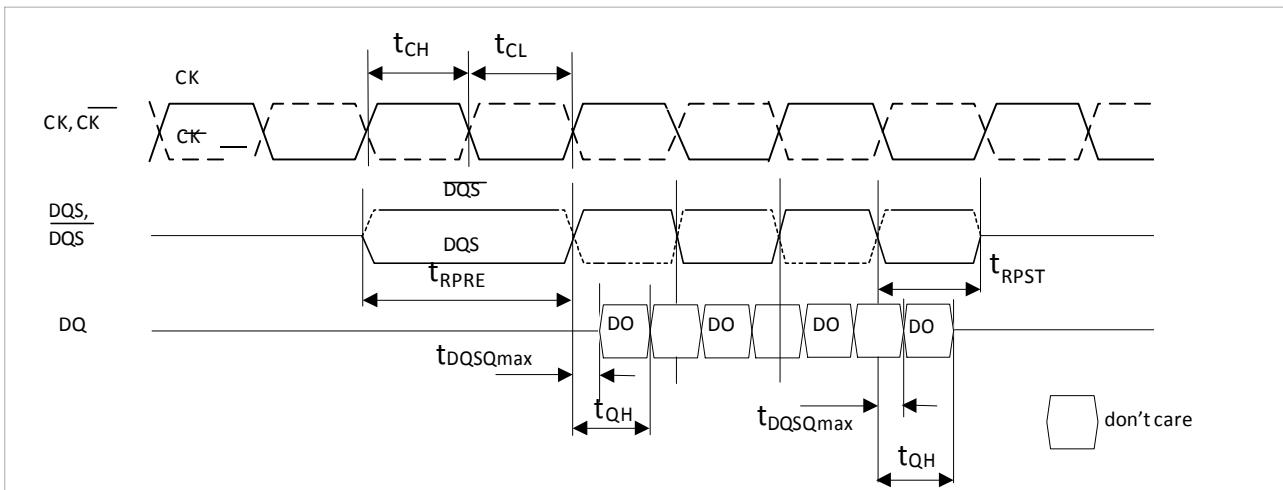 tCH
tCL
CK
CK, CK
CK
DQS
DQS,
DQS
DQS
tRPRE
tRPST
DQ
DO
DO
DO
DO
tDQSQmax
tQH
tDQSQmax
tQH
don't care